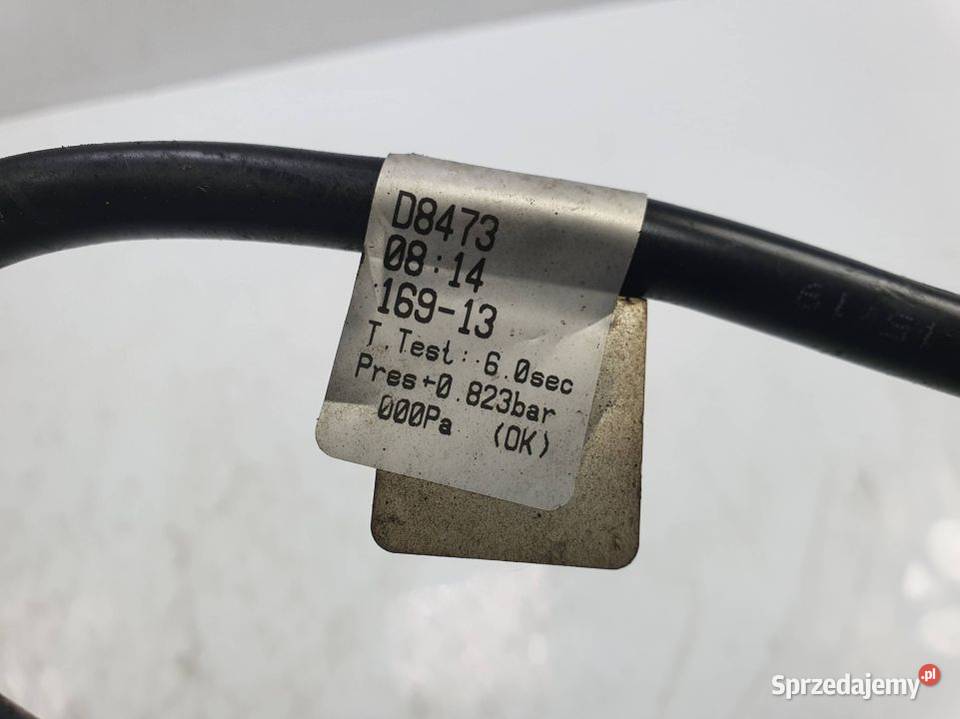 D8473
08:14
169-13
T.Test: 6.0sec
Pres+0.823bar
000Pa (OK)
Sprzedajemy.pl